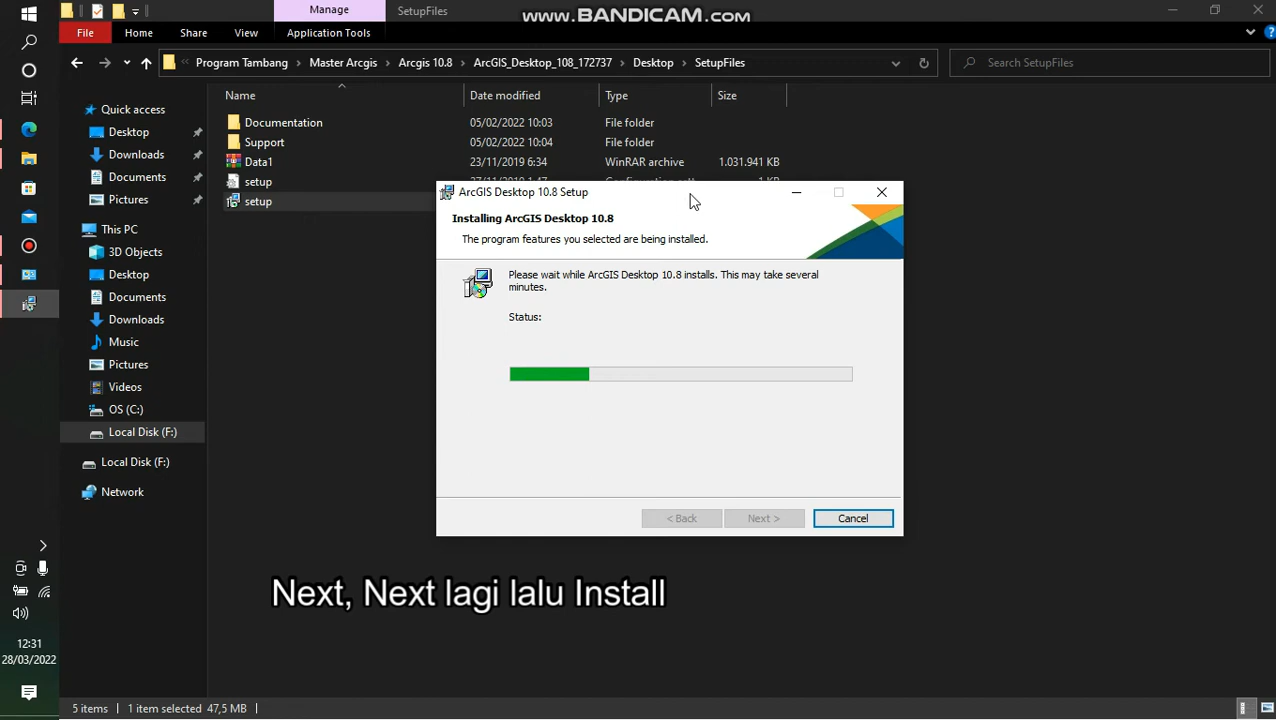 Manage
SetupFiles
www.BANDICAM.com
File
Home
Share
View
Application Tools
Program Tambang
Master Arcgis
Arcgis 10.8
ArcGIS_Desktop_108_172737
Desktop
SetupFiles
Search SetupFiles
Name
Date modified
Type
Size
Quick access
Desktop
Downloads
Documents
Pictures
This PC
3D Objects
Desktop
Documents
Downloads
Music
Pictures
Videos
OS (C:)
Local Disk (F:)
Local Disk (F:)
Network
Documentation 05/02/2022 10:03 File folder
Support 05/02/2022 10:04 File folder
Data1 23/11/2019 6:34 WinRAR archive 1.031.941 KB
setup
setup
ArcGIS Desktop 10.8 Setup
Installing ArcGIS Desktop 10.8
The program features you selected are being installed.
Please wait while ArcGIS Desktop 10.8 installs. This may take several
minutes.
Status:
< Back
Next >
Cancel
Next, Next lagi lalu Install
12:31
28/03/2022
5 items
1 item selected 47,5 MB